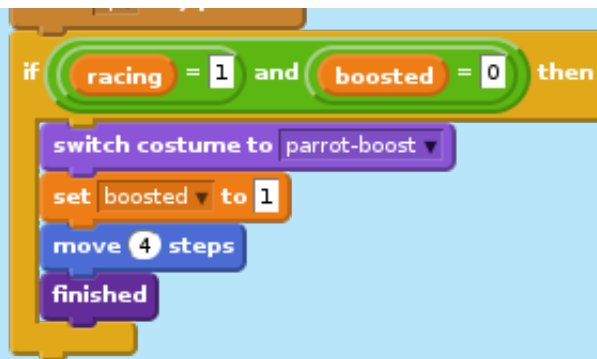 if racing = 1 and boosted = 0 then
switch costume to parrot-boost
set boosted to 1
move 4 steps
finished